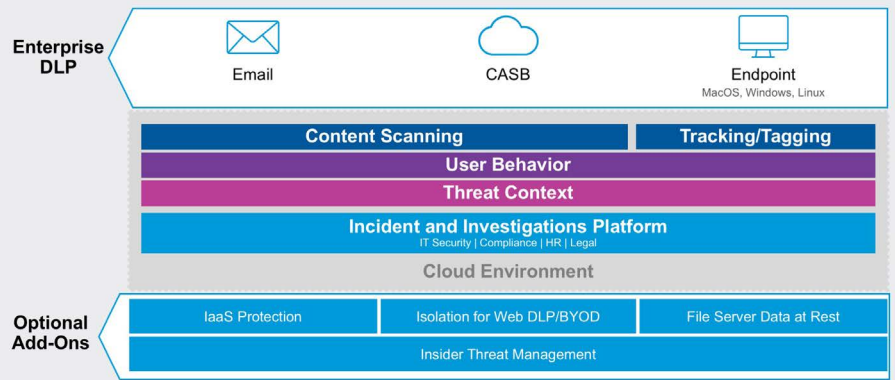 Enterprise
DLP
Email
CASB
Endpoint
MacOS, Windows, Linux
Content Scanning
Tracking/Tagging
User Behavior
Threat Context
Incident and Investigations Platform
IT Security | Compliance | HR | Legal
Cloud Environment
Optional
Add-Ons
IaaS Protection
Isolation for Web DLP/BYOD
File Server Data at Rest
Insider Threat Management